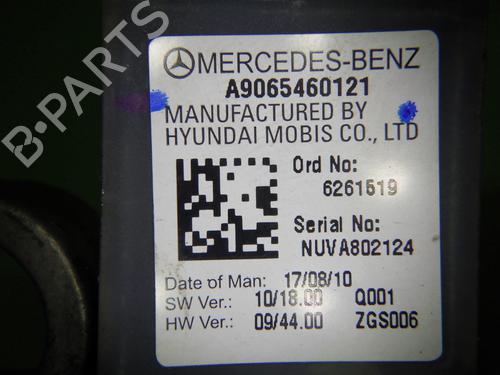 MERCEDES-BENZ
A9065460121
MANUFACTURED BY
HYUNDAI MOBIS CO., LTD
Ord No:
6261519
Serial No:
NUVA802124
Date of Man: 17/08/10
SW Ver.: 10/18.00 Q001
HW Ver.: 09/44.00 ZGS006
B-PARTS